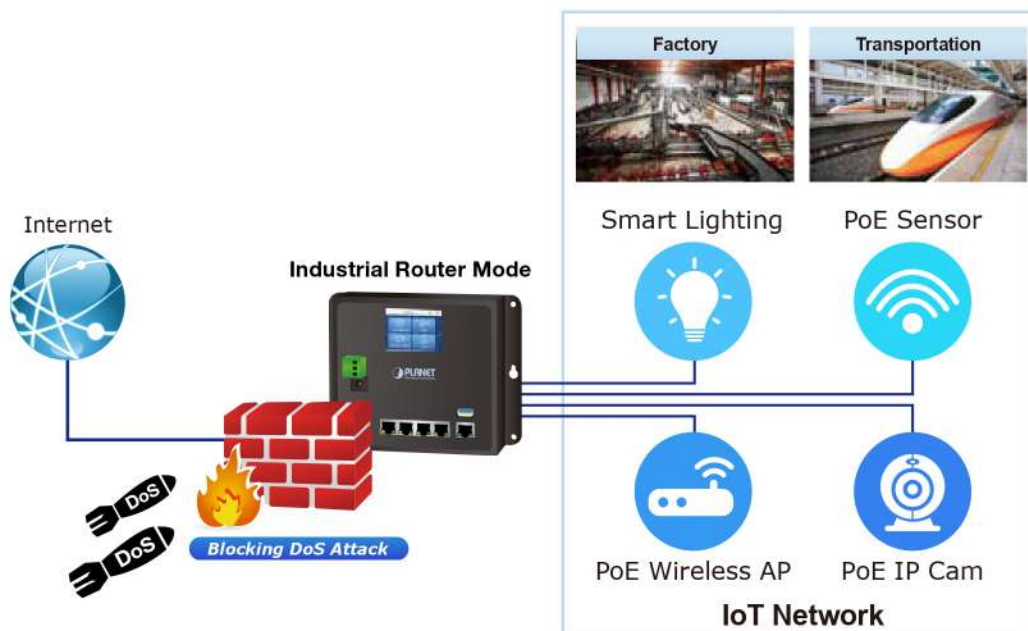 Factory
Transportation
Internet
Smart Lighting
PoE Sensor
Industrial Router Mode
PLANET
DoS
DoS
Blocking DoS Attack
PoE Wireless AP
PoE IP Cam
IoT Network